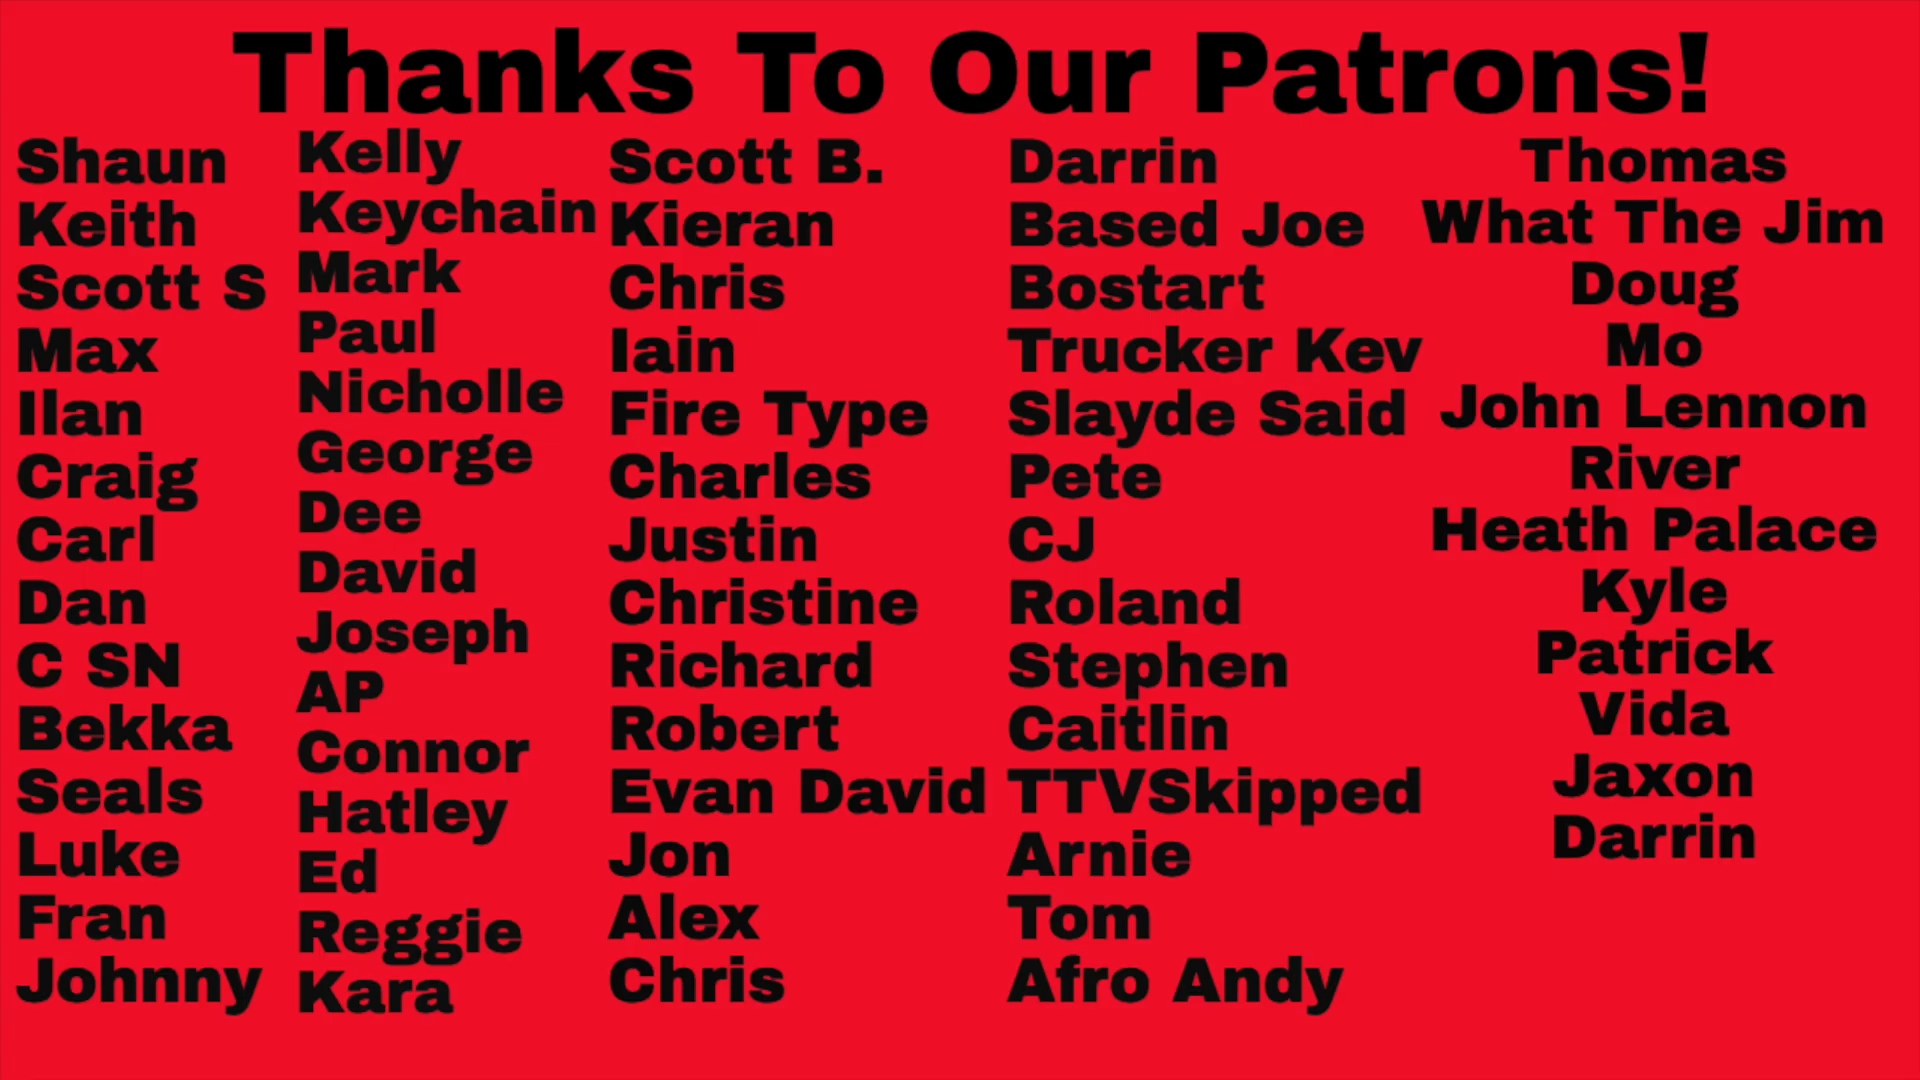 Thanks To Our Patrons!
Shaun
Keith
Scott S
Max
Ilan
Craig
Carl
Dan
C SN
Bekka
Seals
Luke
Fran
Johnny
Kelly
Keychain
Mark
Paul
Nicholle
George
Dee
David
Joseph
AP
Connor
Hatley
Ed
Reggie
Kara
Scott B.
Kieran
Chris
Iain
Fire Type
Charles
Justin
Christine
Richard
Robert
Evan David
Jon
Alex
Chris
Darrin
Based Joe
Bostart
Trucker Kev
Slayde Said
Pete
CJ
Roland
Stephen
Caitlin
TTVSkipped
Arnie
Tom
Afro Andy
Thomas
What The Jim
Doug
Mo
John Lennon
River
Heath Palace
Kyle
Patrick
Vida
Jaxon
Darrin